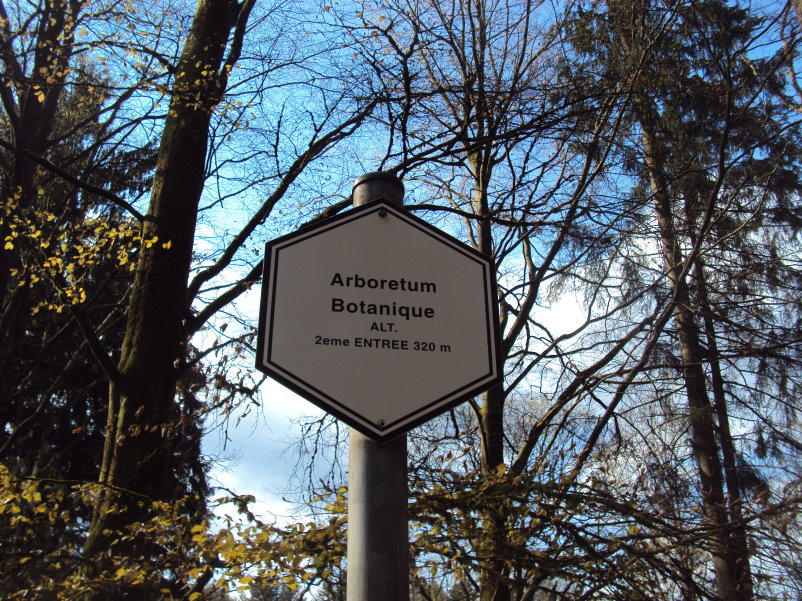 Arboretum
Botanique
ALT.
2eme ENTREE 320 m